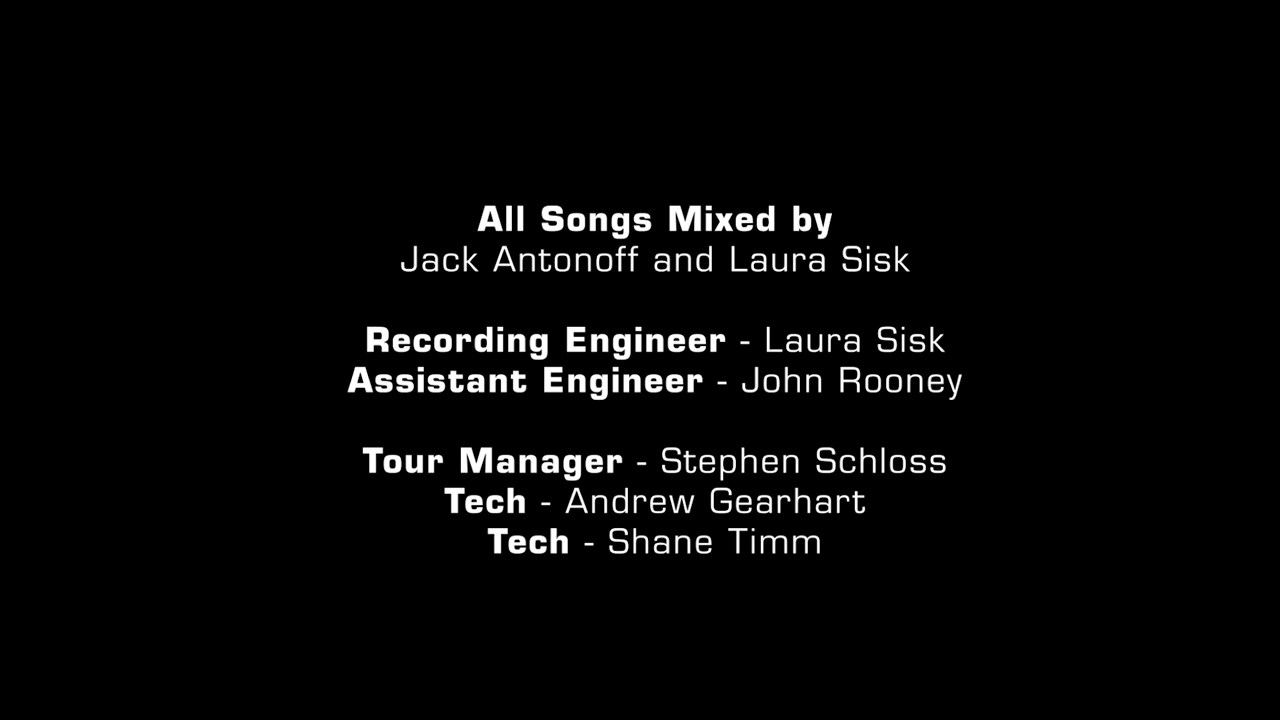 All Songs Mixed by
Jack Antonoff and Laura Sisk
Recording Engineer - Laura Sisk
Assistant Engineer - John Rooney
Tour Manager - Stephen Schloss
Tech - Andrew Gearhart
Tech - Shane Timm